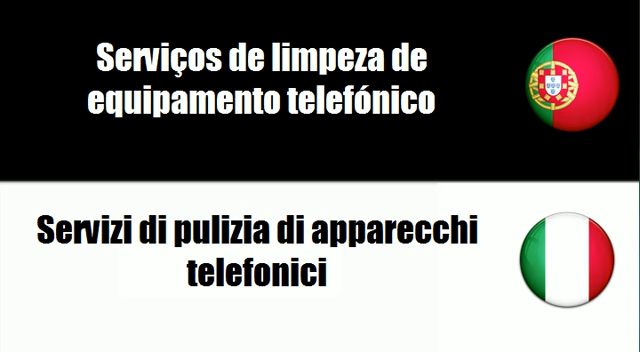 Serviços de limpeza de
equipamento telefónico
Servizi di pulizia di apparecchi
telefonici